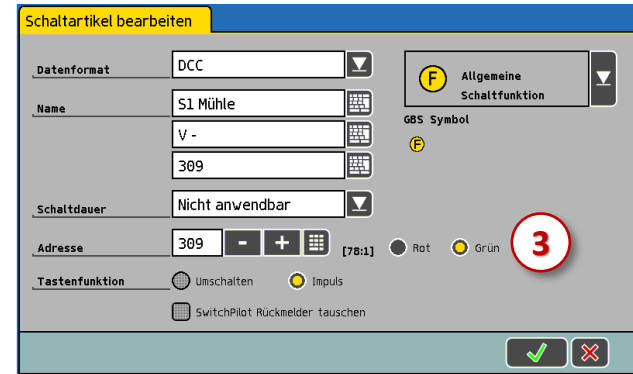 Schaltartikel bearbeiten
Datenformat
DCC
F
Allgemeine
Schaltfunktion
Name
S1 Mühle
V -
309
GBS Symbol
F
Schaltdauer
Nicht anwendbar
Adresse
309 - + [78:1] Rot Grün 3
Tastenfunktion
Umschalten Impuls
SwitchPilot Rückmelder tauschen